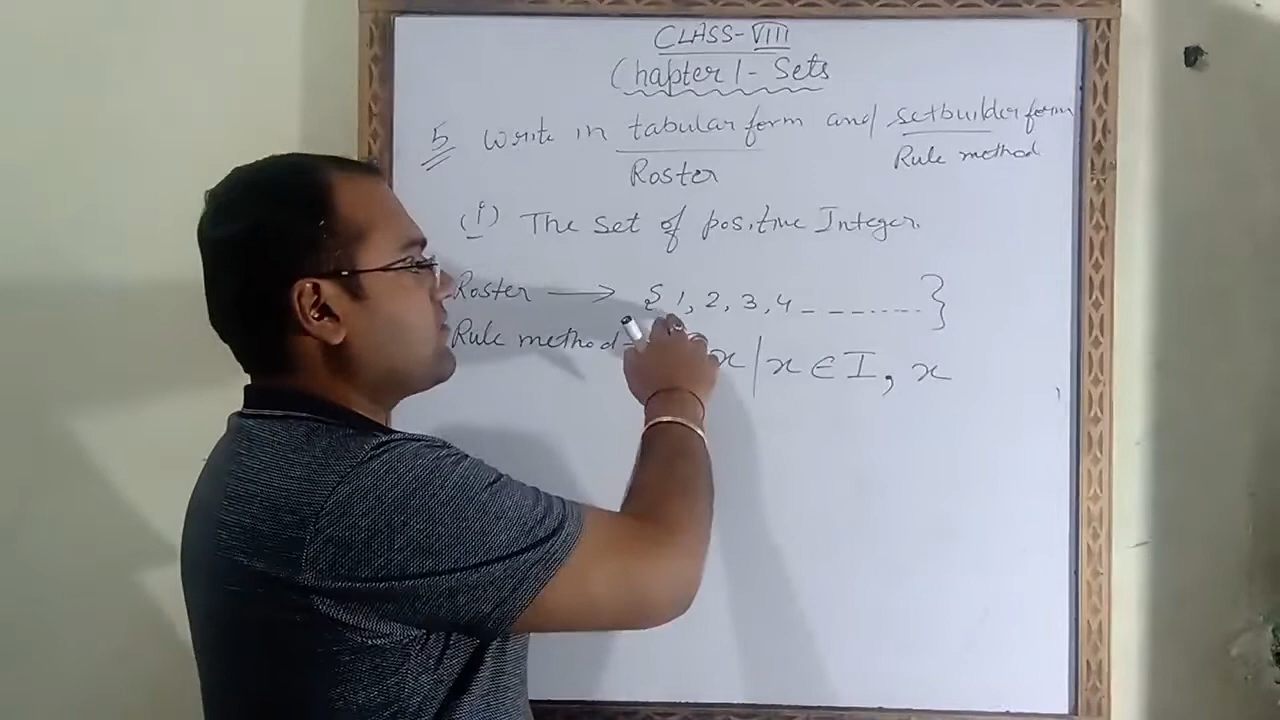 CLASS-VIII
Chapter 1- Sets
5 Write in tabular form and setbuilder form
Roster Rule method
(i) The set of positive Integer.
Roster → { 1, 2, 3, 4 - - - - - - - }
Rule method x | x ∈ I, x